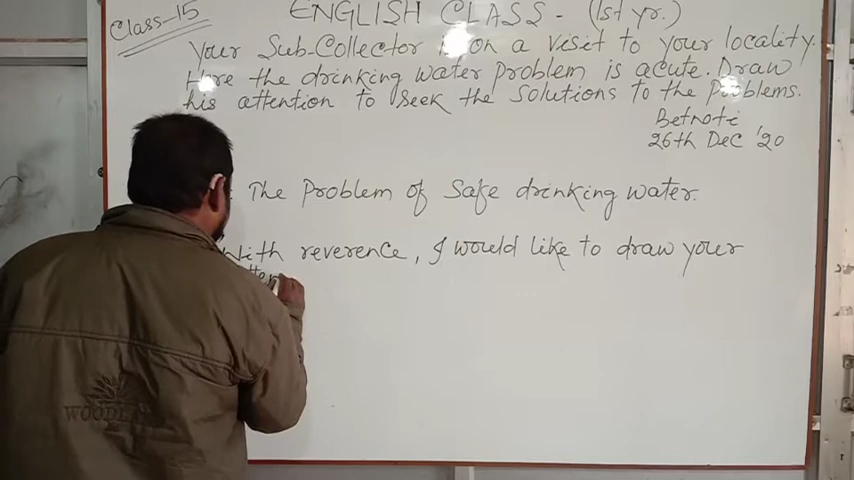 Class-15
ENGLISH CLASS - (1st yr.)
Your Sub-Collector is on a visit to your locality.
Here the drinking water problem is acute. Draw
his attention to seek the solutions to the problems.
Betnoti
26th Dec '20
The Problem of Safe drinking water.
With reverence, I would like to draw your
WOODL